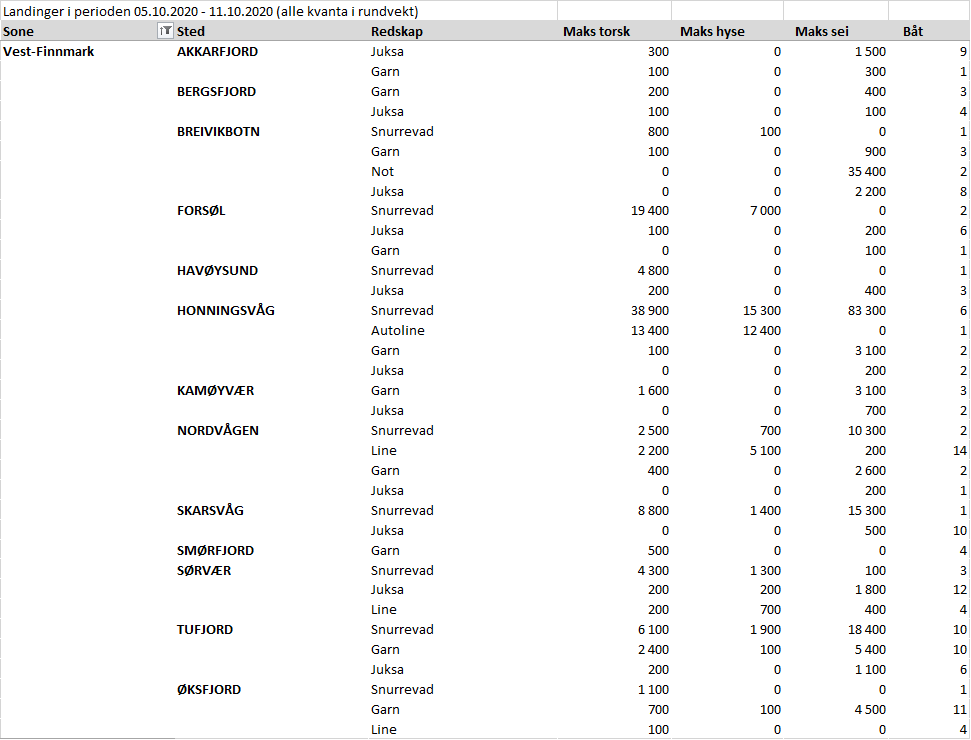 Landinger i perioden 05.10.2020 - 11.10.2020 (alle kvanta i rundvekt)
Sone Sted Redskap Maks torsk Maks hyse Maks sei Båt
Vest-Finnmark AKKARFJORD Juksa 300 0 1 500 9
Garn 100 0 300 1
BERGSFJORD Garn 200 0 400 3
Juksa 100 0 100 4
BREIVIKBOTN Snurrevad 800 100 0 1
Garn 100 0 900 3
Not 0 0 35 400 2
Juksa 0 0 2 200 8
FORSØL Snurrevad 19 400 7 000 0 2
Juksa 100 0 200 6
Garn 0 0 100 1
HAVØYSUND Snurrevad 4 800 0 0 1
Juksa 200 0 400 3
HONNINGSVÅG Snurrevad 38 900 15 300 83 300 6
Autoline 13 400 12 400 0 1
Garn 100 0 3 100 2
Juksa 0 0 200 2
KAMØYVÆR Garn 1 600 0 3 100 3
Juksa 0 0 700 2
NORDVÅGEN Snurrevad 2 500 700 10 300 2
Line 2 200 5 100 200 14
Garn 400 0 2 600 2
Juksa 0 0 200 1
SKARSVÅG Snurrevad 8 800 1 400 15 300 1
Juksa 0 0 500 10
SMØRFJORD Garn 500 0 0 4
SØRVÆR Snurrevad 4 300 1 300 100 3
Juksa 200 200 1 800 12
Line 200 700 400 4
TUFJORD Snurrevad 6 100 1 900 18 400 10
Garn 2 400 100 5 400 10
Juksa 200 0 1 100 6
ØKSFJORD Snurrevad 1 100 0 0 1
Garn 700 100 4 500 11
Line 100 0 0 4